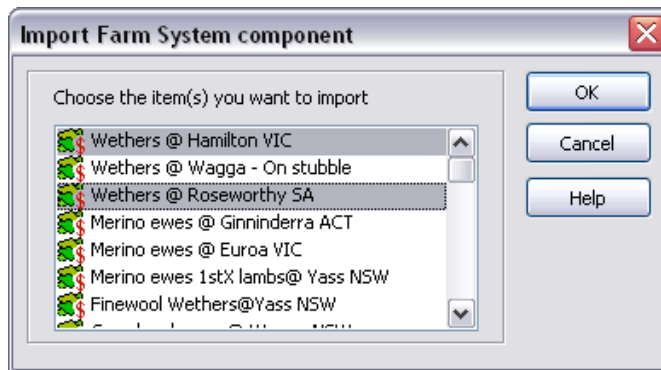 Import Farm System component
Choose the item(s) you want to import
Wethers @ Hamilton VIC
Wethers @ Wagga - On stubble
Wethers @ Roseworthy SA
Merino ewes @ Ginninderra ACT
Merino ewes @ Euroa VIC
Merino ewes 1stX lambs@ Yass NSW
Finewool Wethers@Yass NSW
OK
Cancel
Help